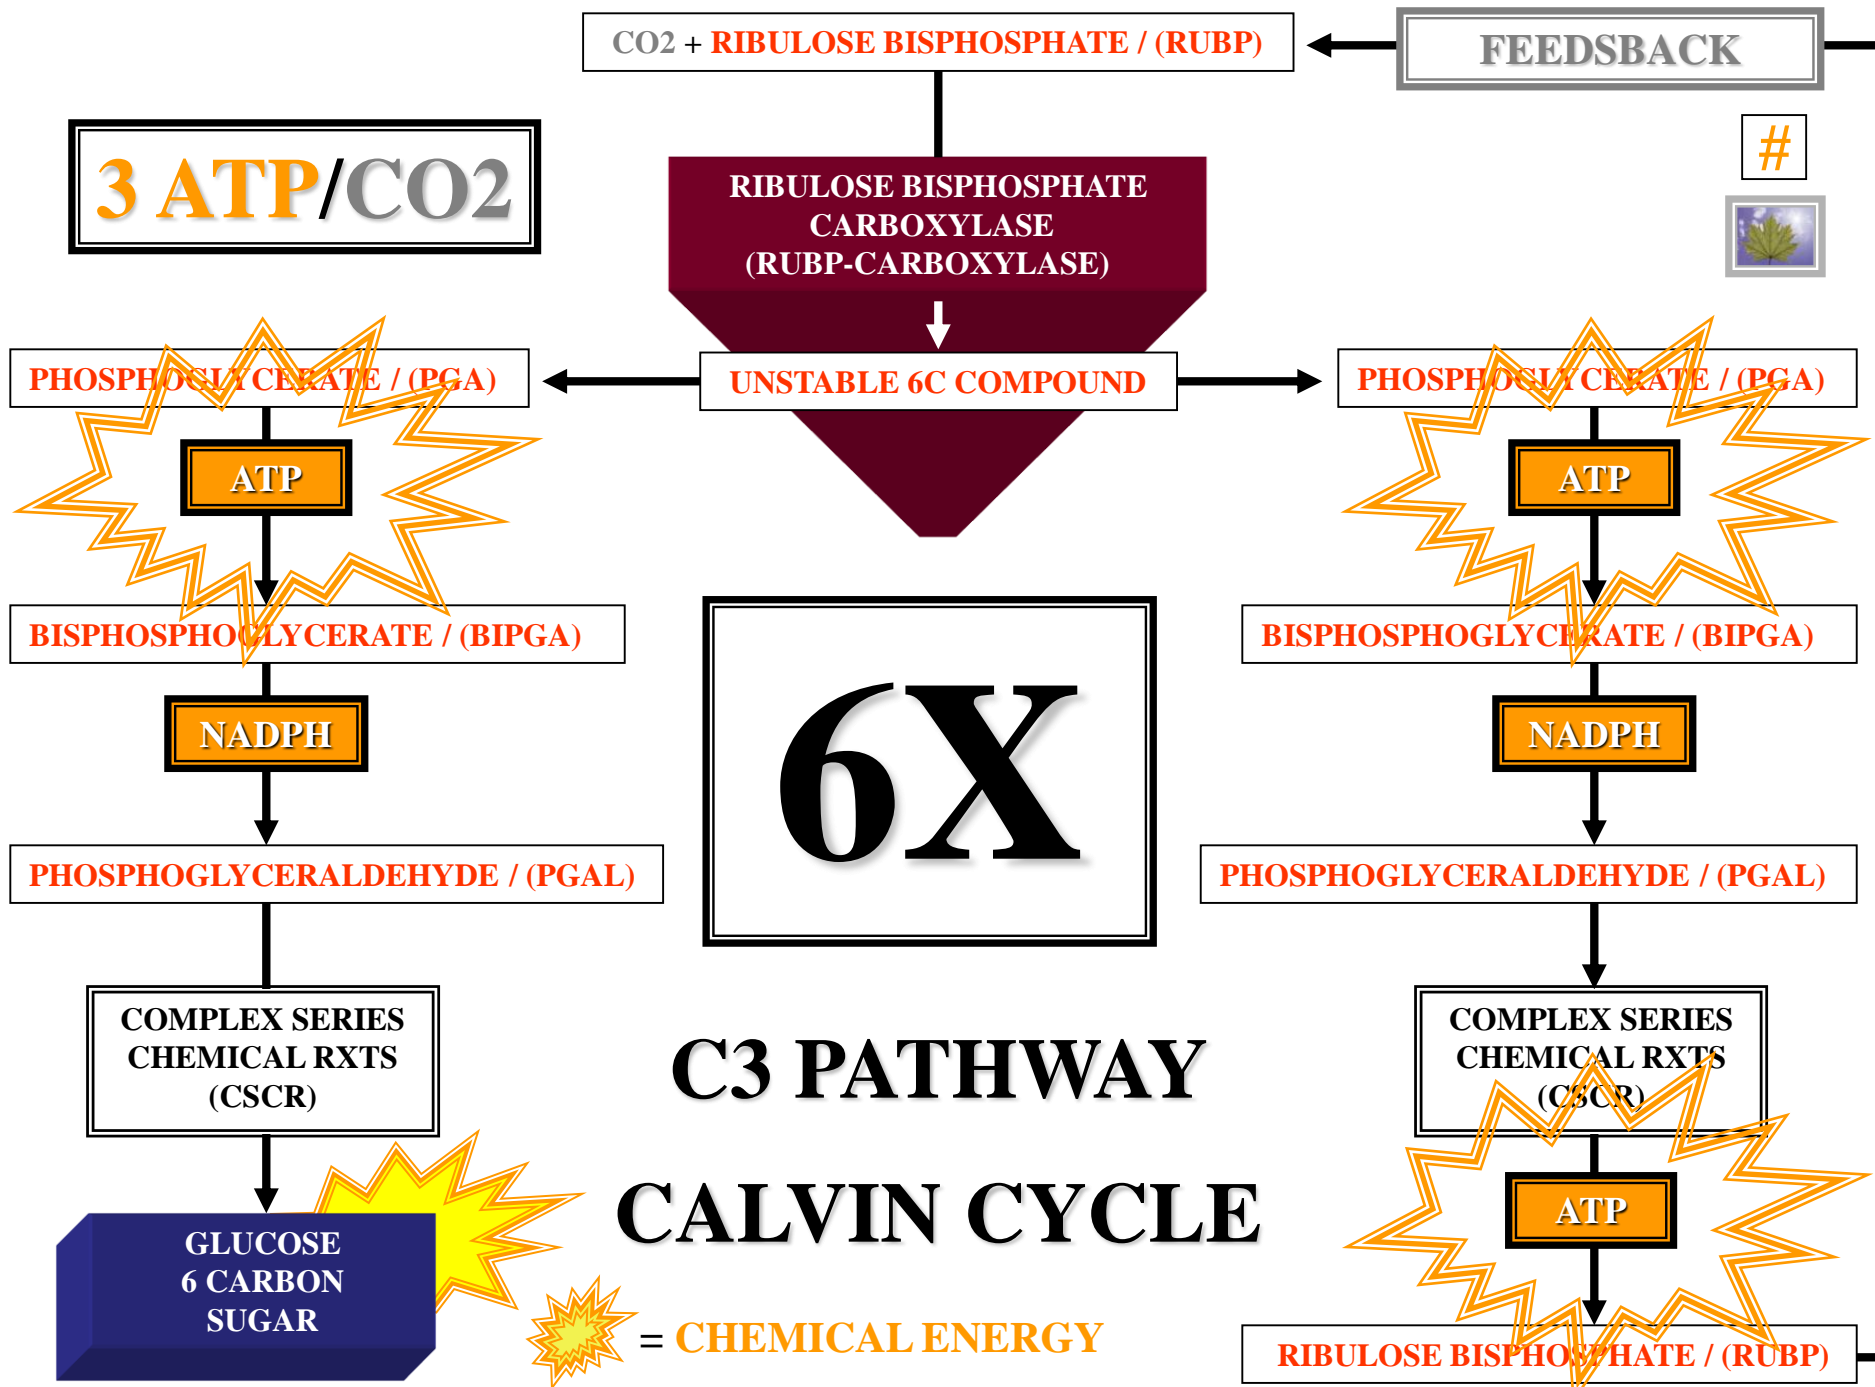 CO2 + RIBULOSE BISPHOSPHATE / (RUBP)
FEEDSBACK
3 ATP/CO2
#
RIBULOSE BISPHOSPHATE
CARBOXYLASE
(RUBP-CARBOXYLASE)
PHOSPHOGLYCERATE / (PGA)
UNSTABLE 6C COMPOUND
PHOSPHOGLYCERATE / (PGA)
ATP
ATP
BISPHOSPHOGLYCERATE / (BIPGA)
BISPHOSPHOGLYCERATE / (BIPGA)
NADPH
6X
NADPH
PHOSPHOGLYCERALDEHYDE / (PGAL)
PHOSPHOGLYCERALDEHYDE / (PGAL)
COMPLEX SERIES
CHEMICAL RXTS
(CSCR)
C3 PATHWAY
COMPLEX SERIES
CHEMICAL RXTS
(CSCR)
CALVIN CYCLE
ATP
GLUCOSE
6 CARBON
SUGAR
= CHEMICAL ENERGY
RIBULOSE BISPHOSPHATE / (RUBP)